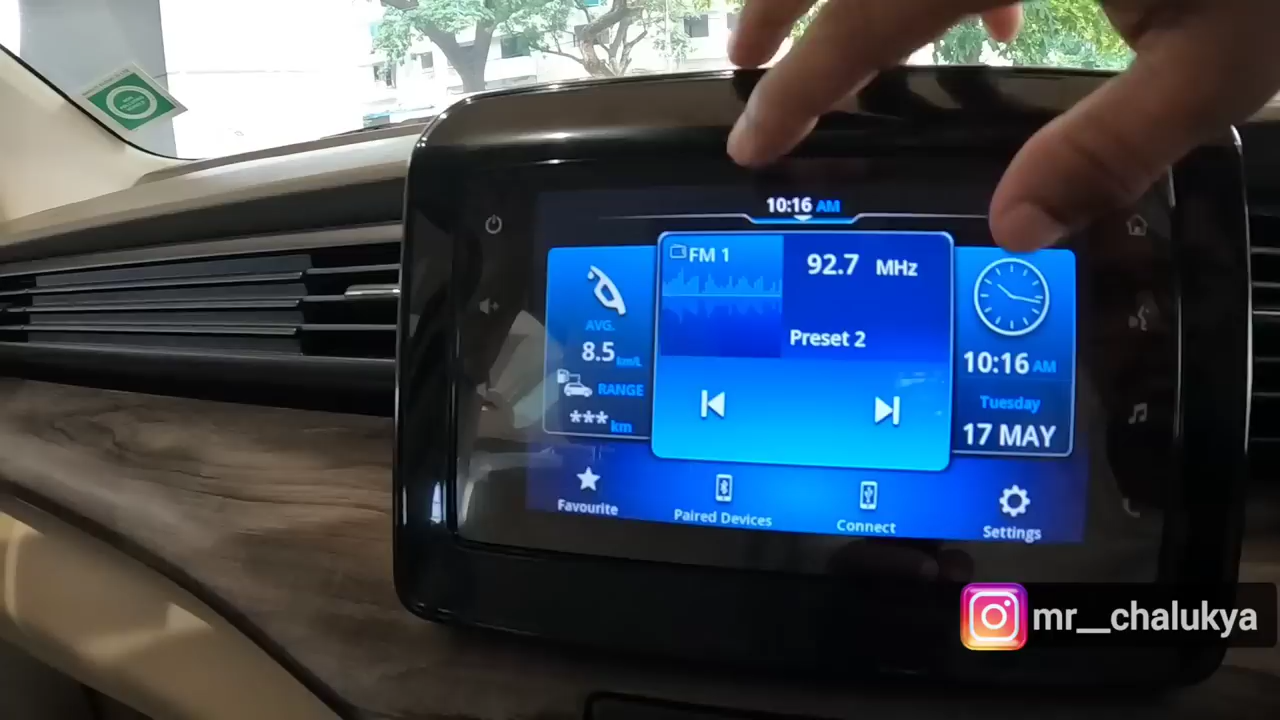 10:16 AM
FM 1
92.7 MHz
Preset 2
AVG.
8.5 km/L
RANGE
*** km
10:16 AM
Tuesday
17 MAY
Favourite
Paired Devices
Connect
Settings
mr__chalukya